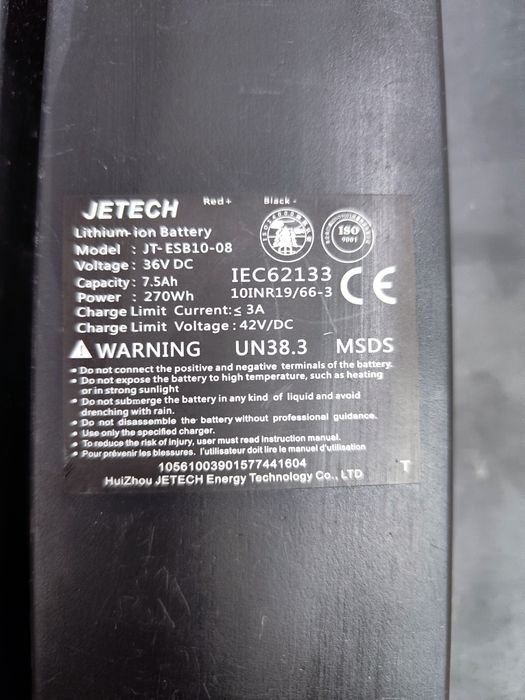 Red+ Black-
JETECH
Lithium-ion Battery
Model : JT-ESB10-08
Voltage : 36V DC
Capacity : 7.5Ah
Power : 270Wh
ISO
9001
IEC62133
10INR19/66-3
CE
Charge Limit Current:≤ 3A
Charge Limit Voltage : 42V/DC
WARNING UN38.3 MSDS
• Do not connect the positive and negative terminals of the battery.
• Do not expose the battery to high temperature, such as heating
or in strong sunlight
• Do not submerge the battery in any kind of liquid and avoid
drenching with rain.
• Do not disassemble the battery without professional guidance.
• Use only the specified charger.
• To reduce the risk of injury, user must read instruction manual.
• Pour prévenir les blessures. l'utilisateur doit lire le manuel d'utilisation
10561003901577441604
HuiZhou JETECH Energy Technology Co., LTD T